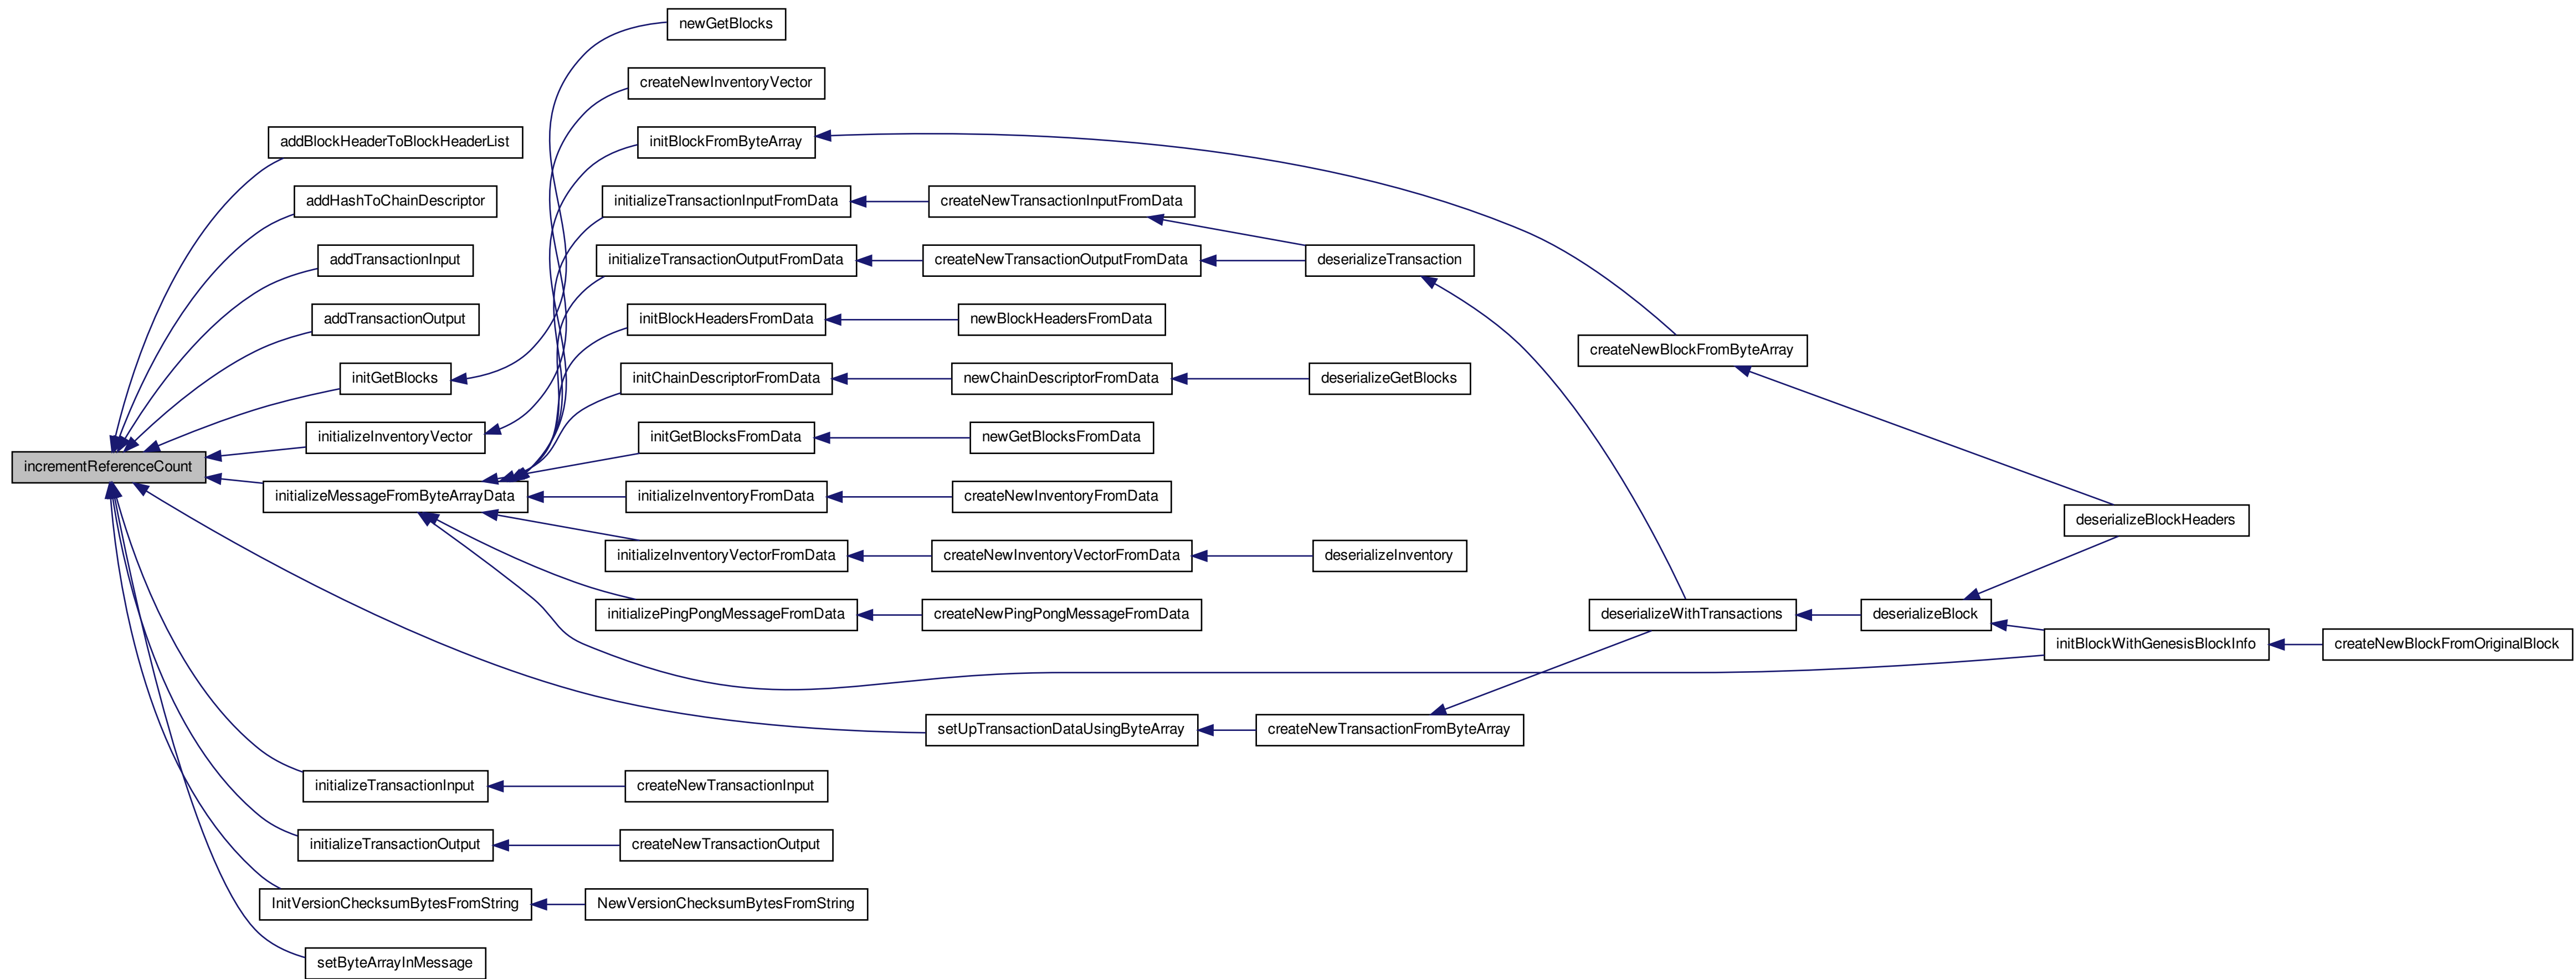 newGetBlocks
createNewInventoryVector
addBlockHeaderToBlockHeaderList
initBlockFromByteArray
addHashToChainDescriptor
initializeTransactionInputFromData
createNewTransactionInputFromData
addTransactionInput
initializeTransactionOutputFromData
createNewTransactionOutputFromData
deserializeTransaction
addTransactionOutput
initBlockHeadersFromData
newBlockHeadersFromData
createNewBlockFromByteArray
initGetBlocks
initChainDescriptorFromData
newChainDescriptorFromData
deserializeGetBlocks
initializeInventoryVector
initGetBlocksFromData
newGetBlocksFromData
incrementReferenceCount
initializeMessageFromByteArrayData
initializeInventoryFromData
createNewInventoryFromData
deserializeBlockHeaders
initializeInventoryVectorFromData
createNewInventoryVectorFromData
deserializeInventory
initializePingPongMessageFromData
createNewPingPongMessageFromData
deserializeWithTransactions
deserializeBlock
initBlockWithGenesisBlockInfo
createNewBlockFromOriginalBlock
setUpTransactionDataUsingByteArray
createNewTransactionFromByteArray
initializeTransactionInput
createNewTransactionInput
initializeTransactionOutput
createNewTransactionOutput
InitVersionChecksumBytesFromString
NewVersionChecksumBytesFromString
setByteArrayInMessage